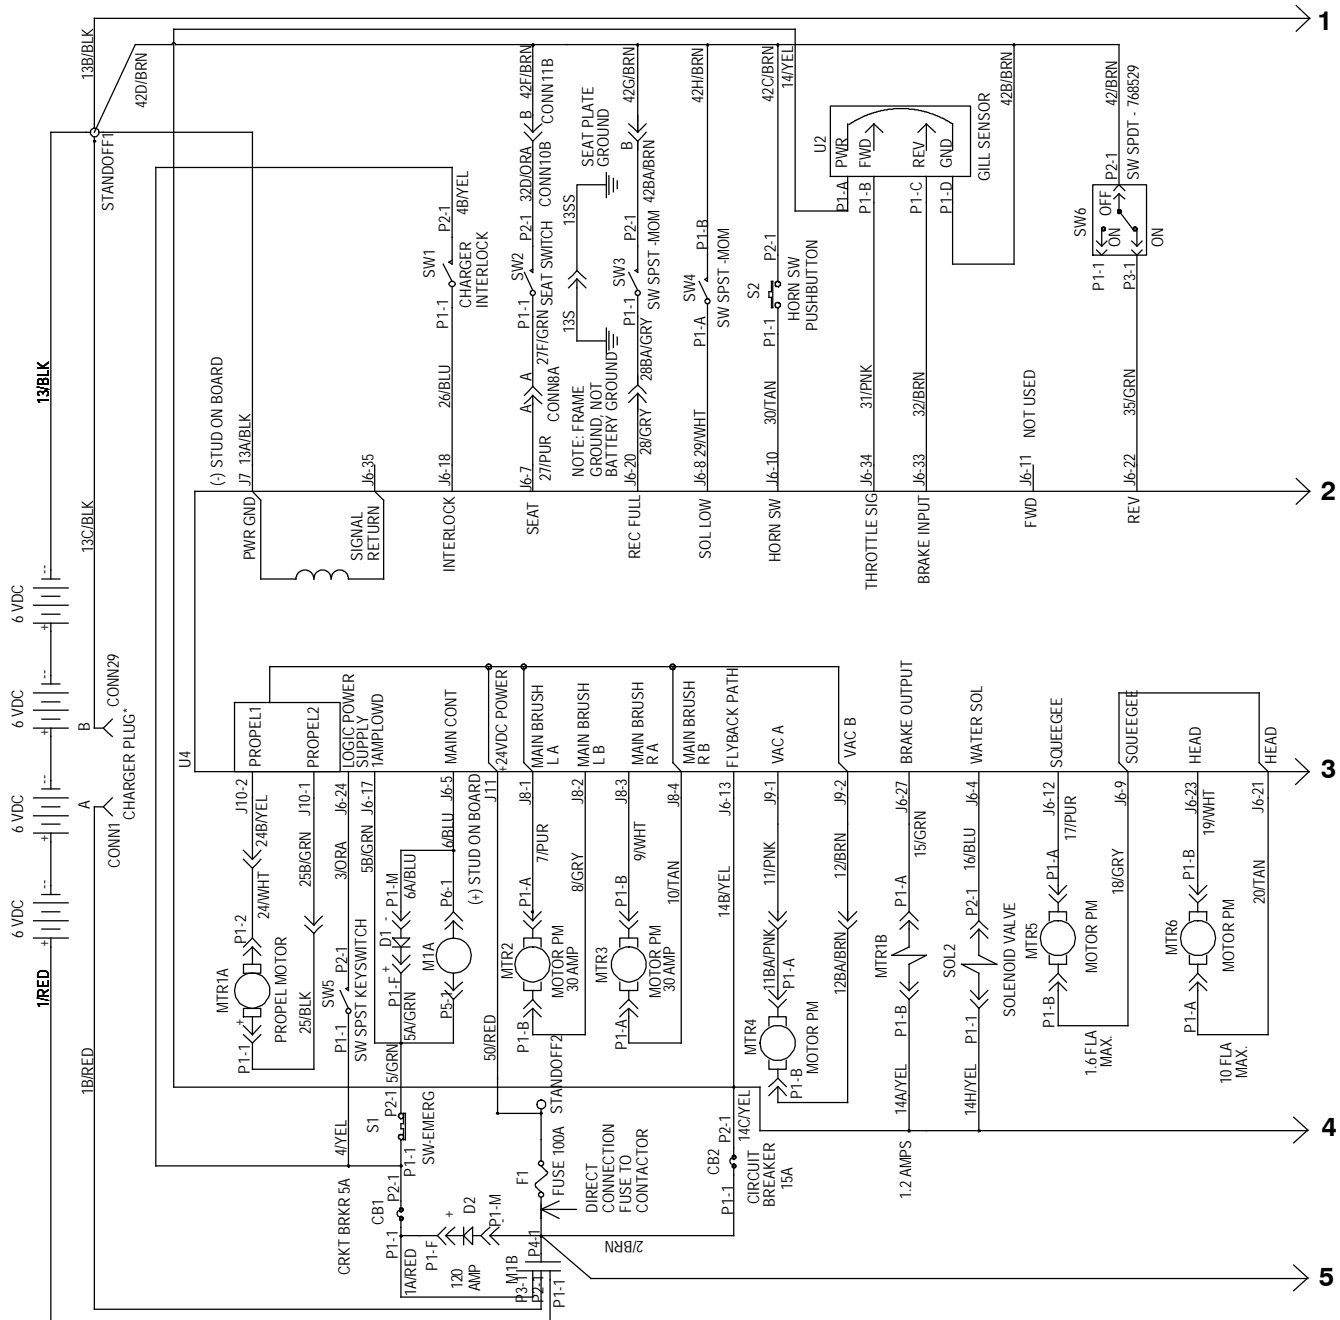 1
13B/BLK
42D/BRN
42F/BRN
CONN11B
B
32D/ORA
CONN10B
P2-1
SW2
SEAT SWITCH
P1-1
27F/GRN
A
A
CONN8A
27/PUR
J6-7
SEAT
SEAT PLATE
GROUND
13SS
13S
NOTE: FRAME
GROUND, NOT
BATTERY GROUND
42G/BRN
B
42BA/BRN
P2-1
SW3
SW SPST -MOM
P1-1
28BA/GRY
28/GRY
J6-20
REC FULL
42H/BRN
P1-B
SW4
SW SPST -MOM
P1-A
29/WHT
J6-8
SOL LOW
42C/BRN
14/YEL
P2-1
S2
HORN SW
PUSHBUTTON
P1-1
30/TAN
J6-10
HORN SW
U2
PWR
FWD
REV
GND
GILL SENSOR
P1-A
P1-B
P1-C
P1-D
31/PNK
J6-34
THROTTLE SIG
32/BRN
J6-33
BRAKE INPUT
42B/BRN
NOT USED
J6-11
FWD
42/BRN
SW SPDT - 768529
P2-1
SW6
OFF
ON
ON
P1-1
P3-1
35/GRN
J6-22
REV
STANDOFF1
4B/YEL
P2-1
SW1
CHARGER
INTERLOCK
P1-1
26/BLU
J6-18
INTERLOCK
13/BLK
(-) STUD ON BOARD
J7
13A/BLK
PWR GND
J6-35
SIGNAL
RETURN
2
13C/BLK
6 VDC
6 VDC
6 VDC
6 VDC
+
--
+
--
+
--
+
--
CONN29
B
CHARGER PLUG*
A
CONN1
1/RED
1B/RED
U4
PROPEL1
PROPEL2
LOGIC POWER
SUPPLY
1AMPLOWD
MAIN CONT
+24VDC POWER
MAIN BRUSH
LA
MAIN BRUSH
LB
MAIN BRUSH
RA
MAIN BRUSH
RB
FLYBACK PATH
VAC A
VAC B
BRAKE OUTPUT
WATER SOL
SQUEEGEE
SQUEEGEE
HEAD
HEAD
3
J10-2
J10-1
J6-24
J6-17
J6-5
J11
J8-1
J8-2
J8-3
J8-4
J6-13
J9-1
J9-2
J6-27
J6-4
J6-12
J6-9
J6-23
J6-21
24B/YEL
24/WHT
P1-2
MTR1A
PROPEL MOTOR
+
P1-1
25B/GRN
25/BLK
3/ORA
P2-1
SW5
SW SPST KEYSWITCH
P1-1
4/YEL
5B/GRN
6/BLU
6A/BLU
P1-M
D1
-
+
P1-F
5A/GRN
P6-1
M1A
P5-1
(+) STUD ON BOARD
50/RED
7/PUR
P1-A
MTR2
MOTOR PM
30 AMP
P1-B
8/GRY
9/WHT
P1-B
MTR3
MOTOR PM
30 AMP
P1-A
10/TAN
14B/YEL
11/PNK
11BA/PNK
P1-A
MTR4
MOTOR PM
P1-B
12/BRN
12BA/BRN
15/GRN
P1-A
MTR1B
P1-B
14A/YEL
1.2 AMPS
16/BLU
P2-1
SOL2
SOLENOID VALVE
P1-1
14H/YEL
17/PUR
P1-A
MTR5
MOTOR PM
P1-B
18/GRY
1.6 FLA
MAX.
19/WHT
P1-B
MTR6
MOTOR PM
P1-A
20/TAN
10 FLA
MAX.
5/GRN
P2-1
S1
SW-EMERG
P1-1
P2-1
CB1
CRKT BRKR 5A
P1-1
1A/RED
P1-F
+
D2
P1-M
120
AMP
STANDOFF2
FUSE 100A
F1
DIRECT
CONNECTION
FUSE TO
CONTACTOR
P4-1
M1B
P3-1
P2-1
P1-1
2/BRN
14C/YEL
P2-1
CB2
CIRCUIT
BREAKER
15A
P1-1
4
5